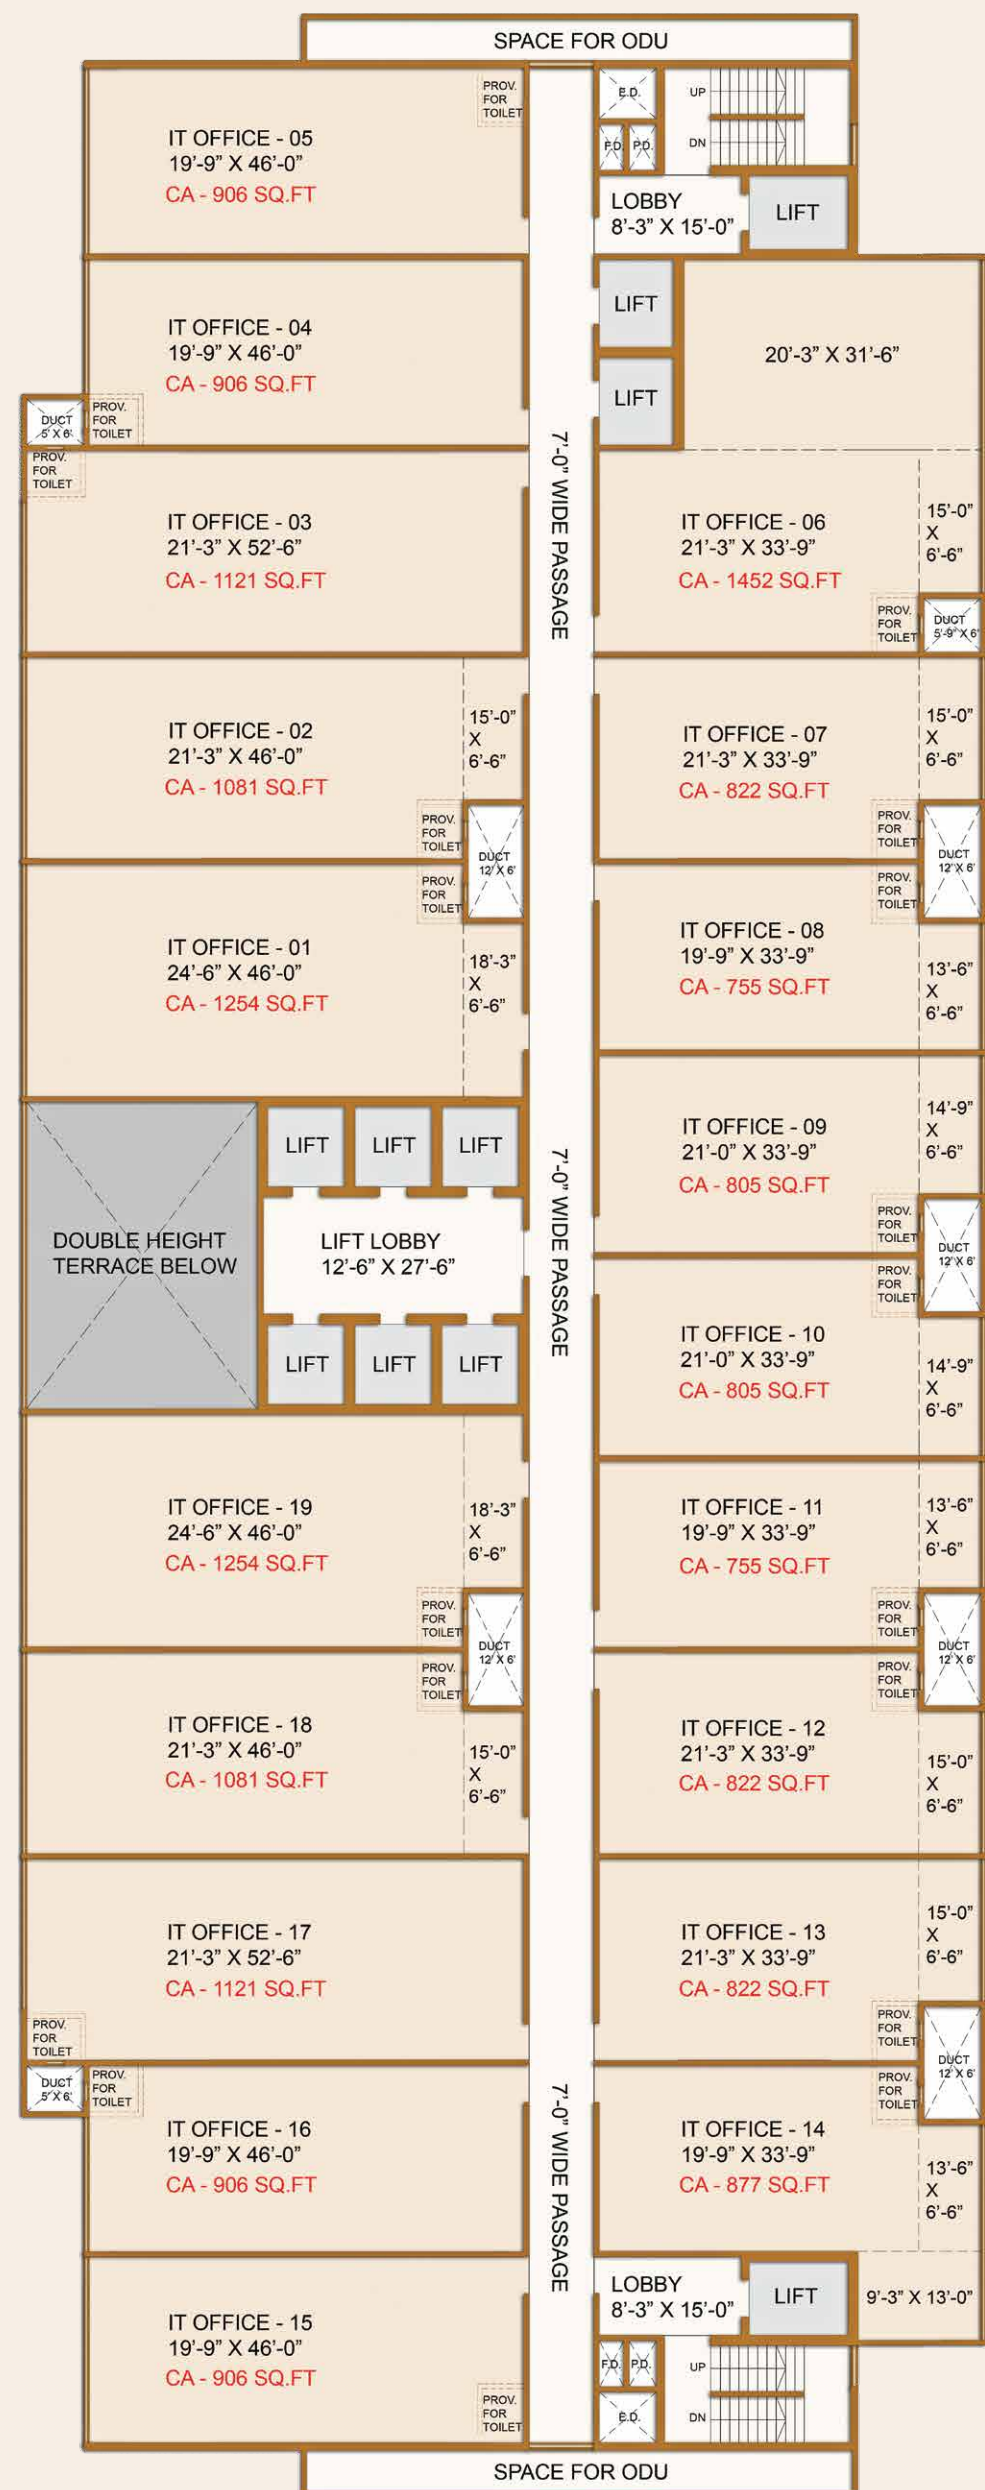 SPACE FOR ODU
IT OFFICE - 05
19’-9” X 46’-0”
CA - 906 SQ.FT
PROV.
FOR
TOILET
E.D.
F.D.
P.D.
UP
DN
LOBBY
8’-3” X 15’-0”
LIFT
IT OFFICE - 04
19’-9” X 46’-0”
CA - 906 SQ.FT
DUCT
5’ X 6’
PROV.
FOR
TOILET
LIFT
LIFT
20’-3” X 31’-6”
7’-0” WIDE PASSAGE
PROV.
FOR
TOILET
IT OFFICE - 03
21’-3” X 52’-6”
CA - 1121 SQ.FT
IT OFFICE - 06
21’-3” X 33’-9”
CA - 1452 SQ.FT
15’-0”
X
6’-6”
PROV.
FOR
TOILET
DUCT
5’-9” X 6’
IT OFFICE - 02
21’-3” X 46’-0”
CA - 1081 SQ.FT
15’-0”
X
6’-6”
PROV.
FOR
TOILET
DUCT
12’ X 6’
IT OFFICE - 07
21’-3” X 33’-9”
CA - 822 SQ.FT
15’-0”
X
6’-6”
PROV.
FOR
TOILET
DUCT
12’ X 6’
IT OFFICE - 01
24’-6” X 46’-0”
CA - 1254 SQ.FT
PROV.
FOR
TOILET
18’-3”
X
6’-6”
IT OFFICE - 08
19’-9” X 33’-9”
CA - 755 SQ.FT
PROV.
FOR
TOILET
13’-6”
X
6’-6”
DOUBLE HEIGHT
TERRACE BELOW
LIFT
LIFT
LIFT
LIFT LOBBY
12’-6” X 27’-6”
LIFT
LIFT
LIFT
7’-0” WIDE PASSAGE
IT OFFICE - 09
21’-0” X 33’-9”
CA - 805 SQ.FT
14’-9”
X
6’-6”
PROV.
FOR
TOILET
DUCT
12’ X 6’
PROV.
FOR
TOILET
IT OFFICE - 10
21’-0” X 33’-9”
CA - 805 SQ.FT
14’-9”
X
6’-6”
IT OFFICE - 19
24’-6” X 46’-0”
CA - 1254 SQ.FT
18’-3”
X
6’-6”
PROV.
FOR
TOILET
DUCT
12’ X 6’
IT OFFICE - 11
19’-9” X 33’-9”
CA - 755 SQ.FT
13’-6”
X
6’-6”
PROV.
FOR
TOILET
DUCT
12’ X 6’
IT OFFICE - 18
21’-3” X 46’-0”
CA - 1081 SQ.FT
PROV.
FOR
TOILET
15’-0”
X
6’-6”
IT OFFICE - 12
21’-3” X 33’-9”
CA - 822 SQ.FT
PROV.
FOR
TOILET
15’-0”
X
6’-6”
IT OFFICE - 17
21’-3” X 52’-6”
CA - 1121 SQ.FT
PROV.
FOR
TOILET
IT OFFICE - 13
21’-3” X 33’-9”
CA - 822 SQ.FT
15’-0”
X
6’-6”
PROV.
FOR
TOILET
DUCT
12’ X 6’
DUCT
5’ X 6’
PROV.
FOR
TOILET
IT OFFICE - 16
19’-9” X 46’-0”
CA - 906 SQ.FT
7’-0” WIDE PASSAGE
PROV.
FOR
TOILET
IT OFFICE - 14
19’-9” X 33’-9”
CA - 877 SQ.FT
13’-6”
X
6’-6”
IT OFFICE - 15
19’-9” X 46’-0”
CA - 906 SQ.FT
PROV.
FOR
TOILET
LOBBY
8’-3” X 15’-0”
LIFT
9’-3” X 13’-0”
F.D.
P.D.
E.D.
UP
DN
SPACE FOR ODU